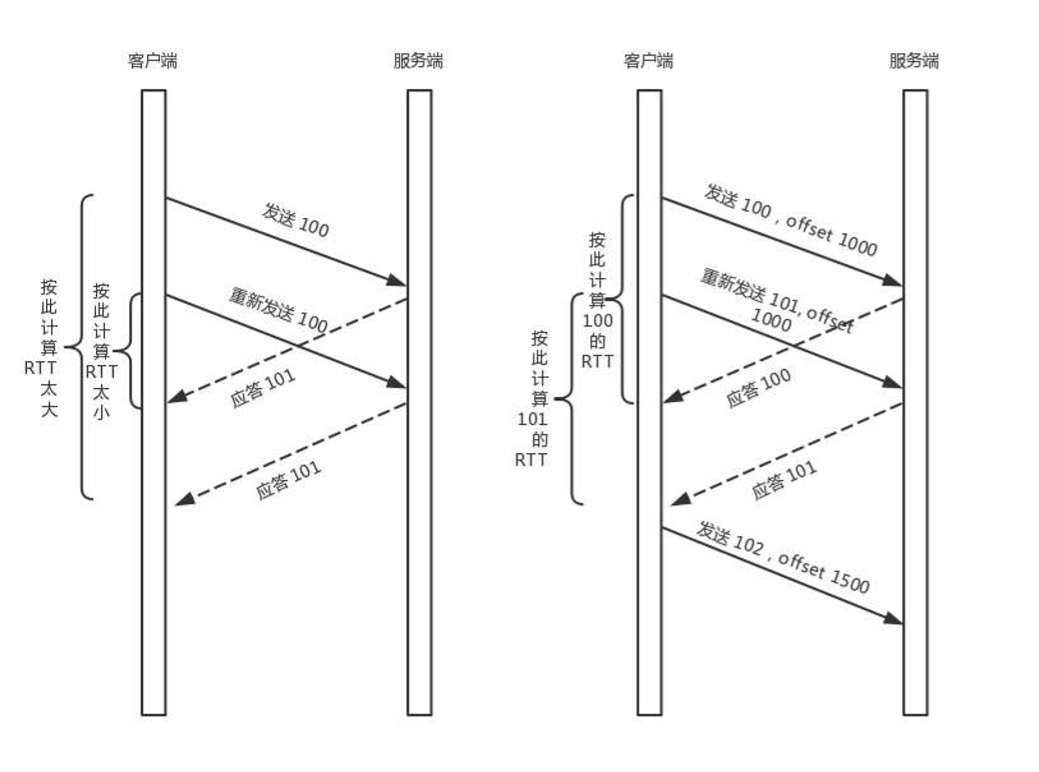 客户端
服务端
发送 100
重新发送 100
应答 101
应答 101
按此计算RTT太大
按此计算RTT太小
客户端
服务端
发送 100，offset 1000
重新发送 101, offset
1000
应答 100
应答 101
发送 102，offset 1500
按此计算100的RTT
按此计算101的RTT